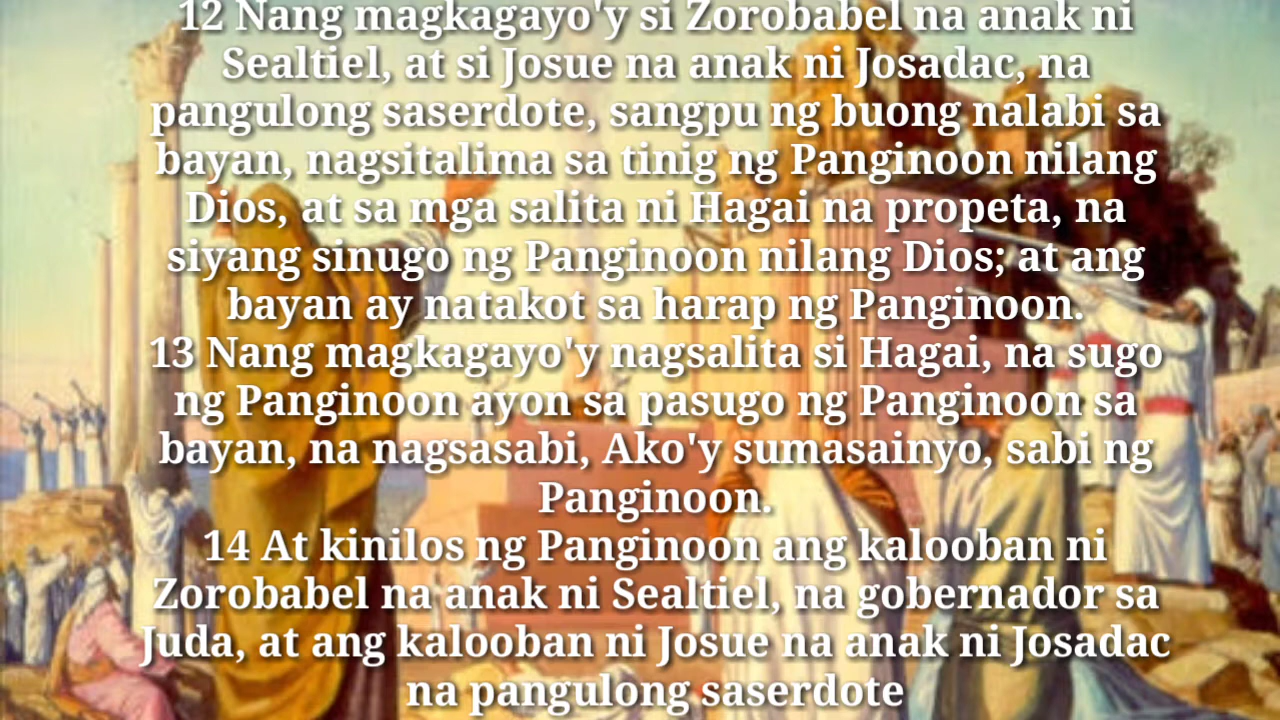 12 Nang magkagayo'y si Zorobabel na anak ni
Sealtiel, at si Josue na anak ni Josadac, na
pangulong saserdote, sangpu ng buong nalabi sa
bayan, nagsitalima sa tinig ng Panginoon nilang
Dios, at sa mga salita ni Hagai na propeta, na
siyang sinugo ng Panginoon nilang Dios; at ang
bayan ay natakot sa harap ng Panginoon.
13 Nang magkagayo'y nagsalita si Hagai, na sugo
ng Panginoon ayon sa pasugo ng Panginoon sa
bayan, na nagsasabi, Ako'y sumasainyo, sabi ng
Panginoon.
14 At kinilos ng Panginoon ang kalooban ni
Zorobabel na anak ni Sealtiel, na gobernador sa
Juda, at ang kalooban ni Josue na anak ni Josadac
na pangulong saserdote